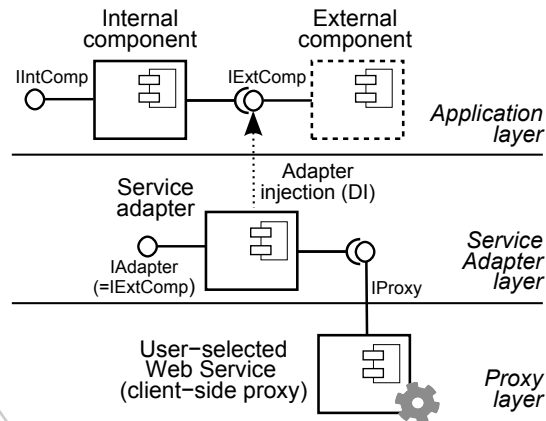 Internal
component
External
component
IIntComp
IExtComp
Application
layer
Adapter
injection (DI)
Service
adapter
IAdapter
(=IExtComp)
Service
Adapter
layer
IProxy
User−selected
Web Service
(client−side proxy)
Proxy
layer